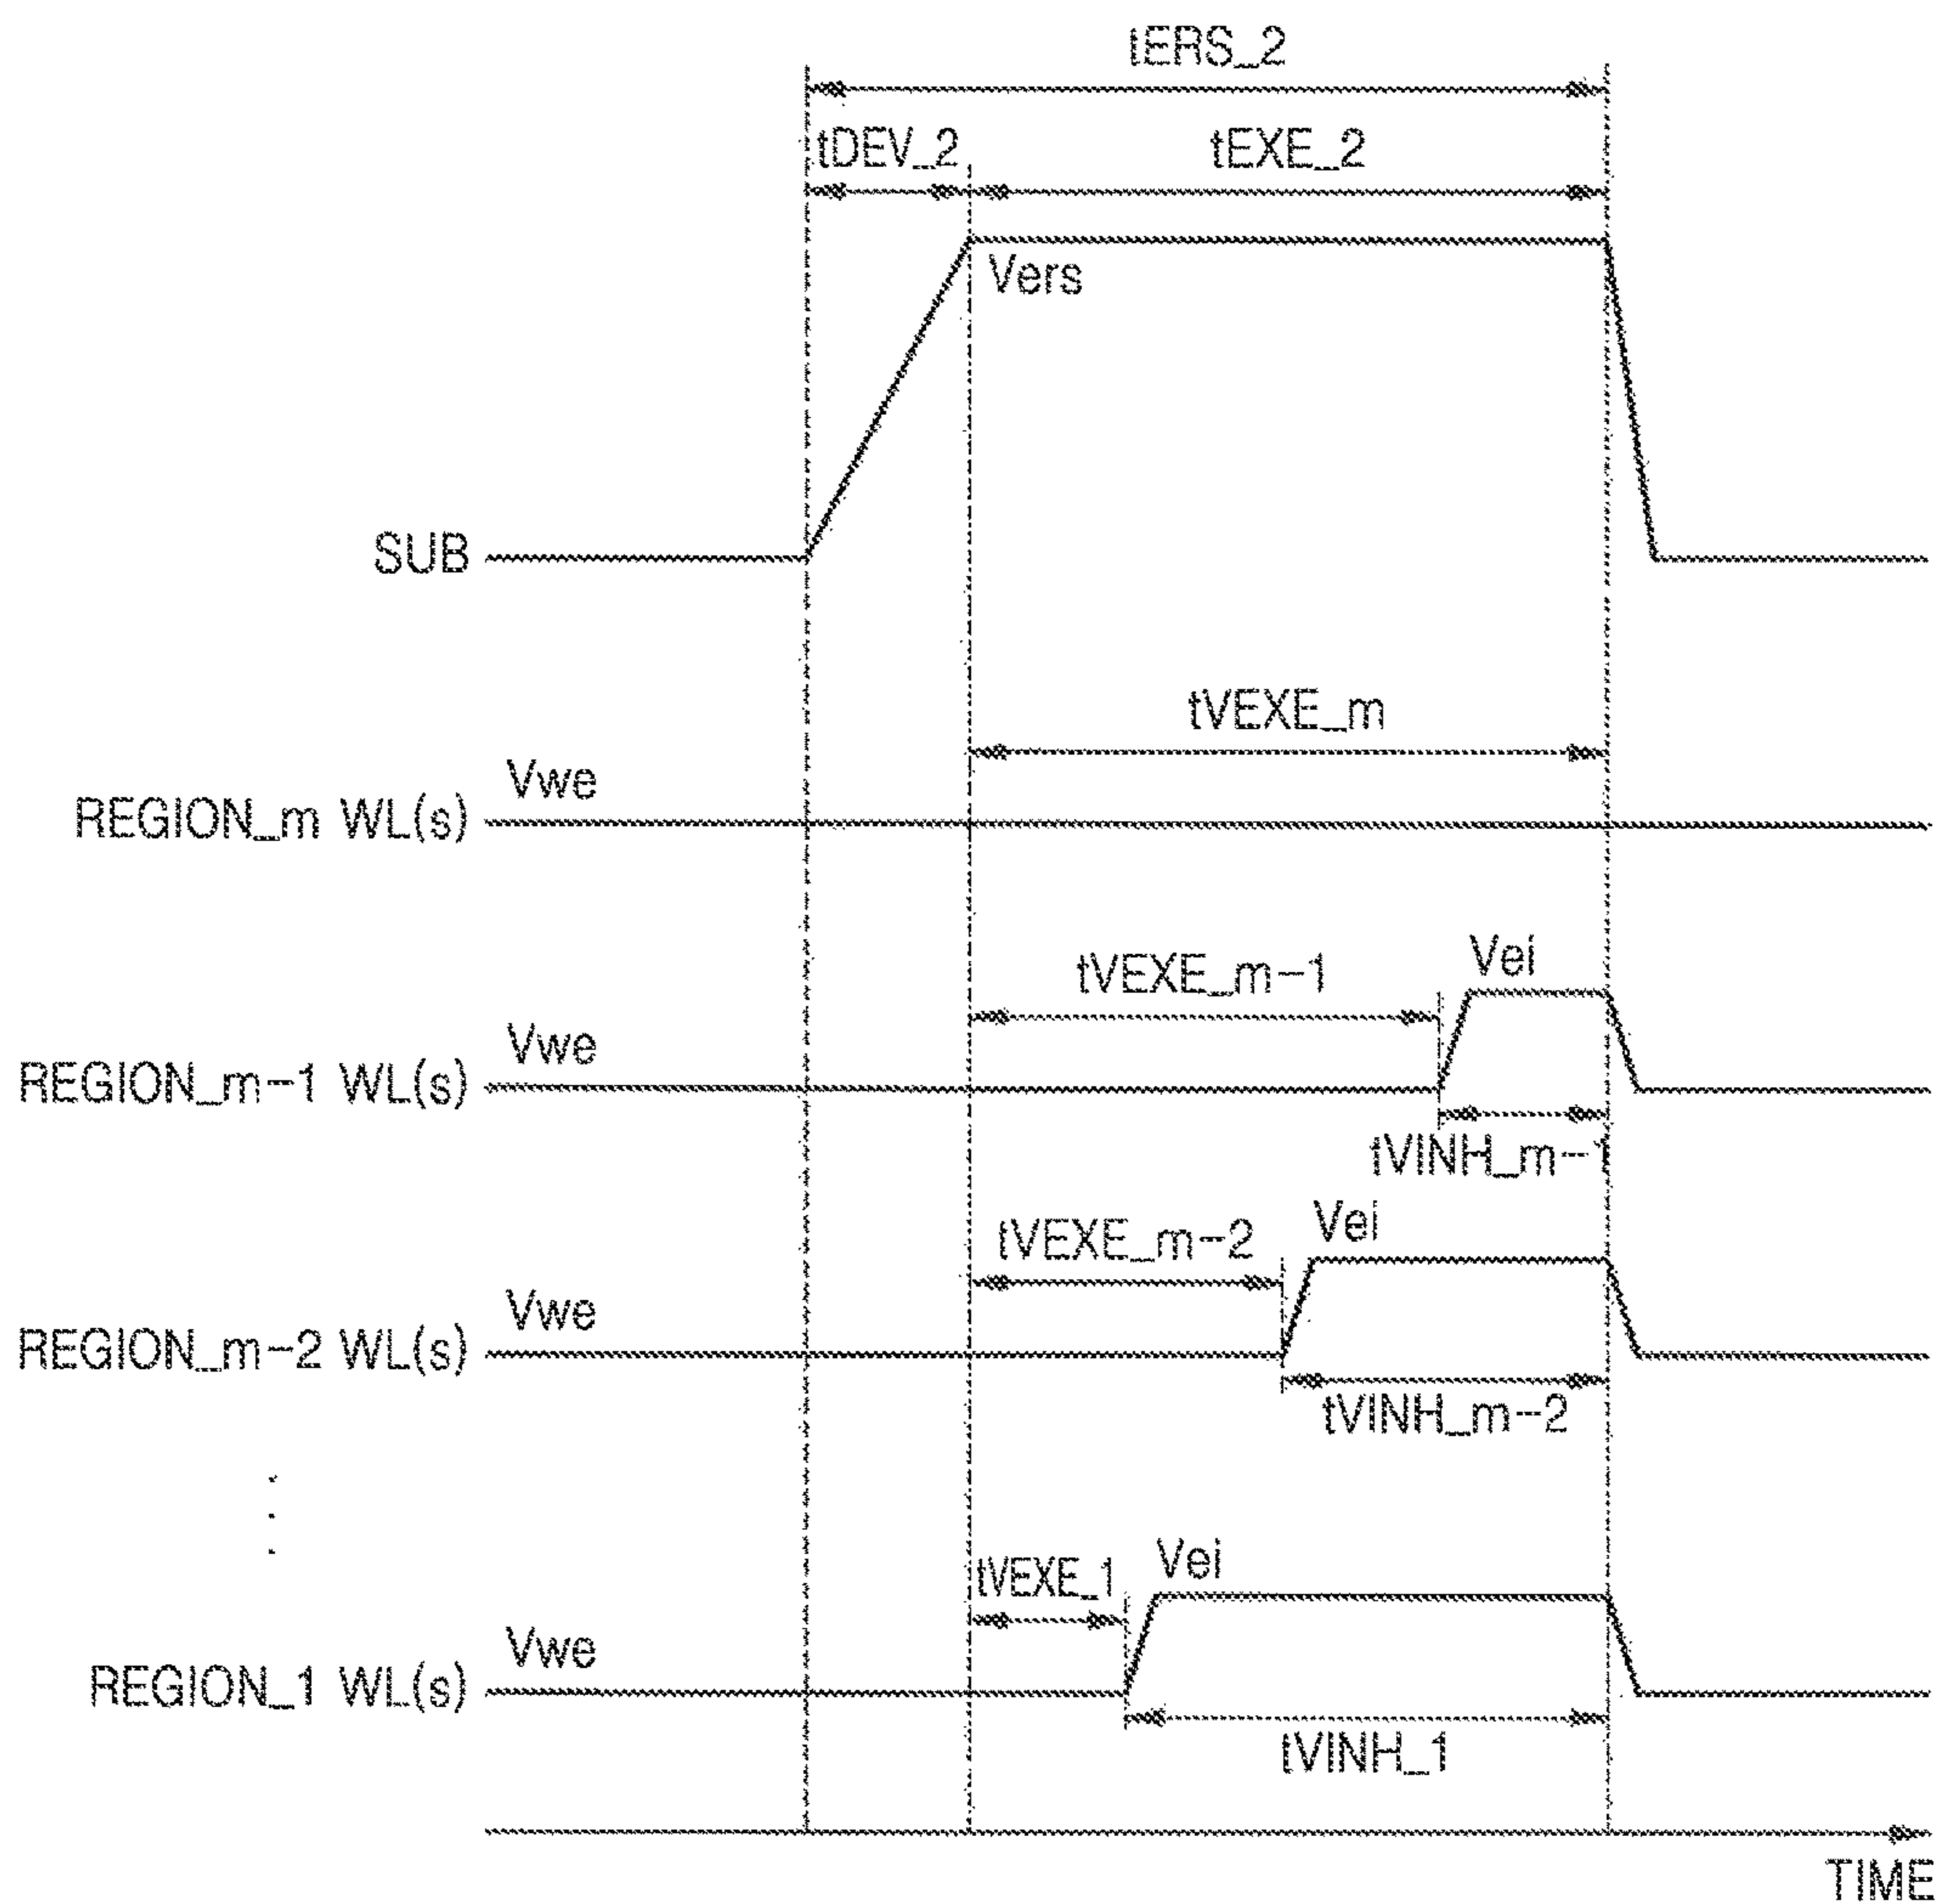 tERS_2
tDEV_2 tEXE_2
Vers
SUB
tVEXE_m
Vwe
REGION_m WL(s)
Vei
tVEXE_m-1
Vwe
REGION_m-1 WL(s)
tVINH_m-1
Vei
tVEXE_m-2
Vwe
REGION_m-2 WL(s)
tVINH_m-2
Vei
tVEXE_1
Vwe
REGION_1 WL(s)
tVINH_1
TIME